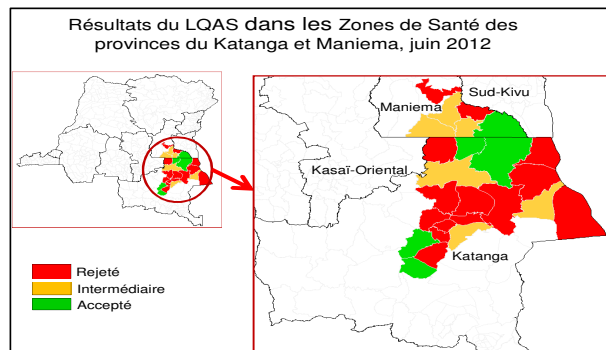 Résultats du LQAS dans les Zones de Santé des
provinces du Katanga et Maniema, juin 2012
Sud-Kivu
Maniema
Kasaï-Oriental
Katanga
Rejeté
Intermédiaire
Accepté